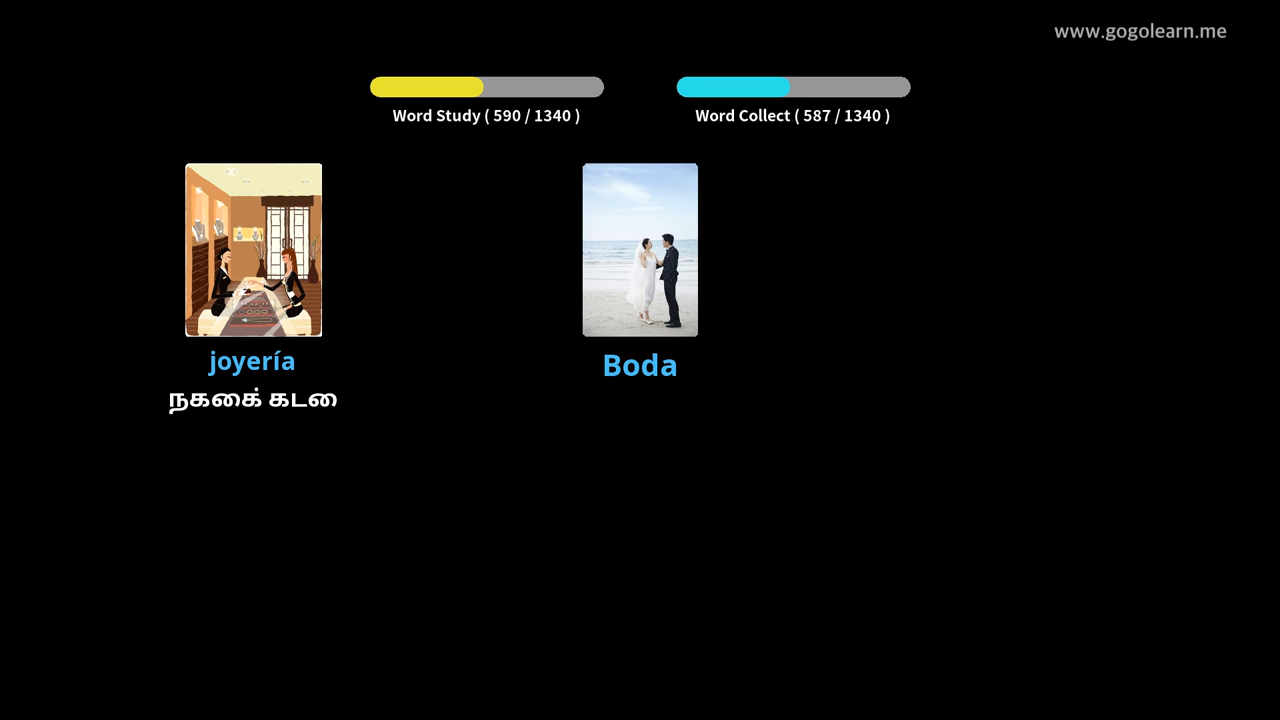 www.gogolearn.me
Word Study ( 590 / 1340 )
Word Collect ( 587 / 1340 )
joyería
நகைக் கடை
Boda